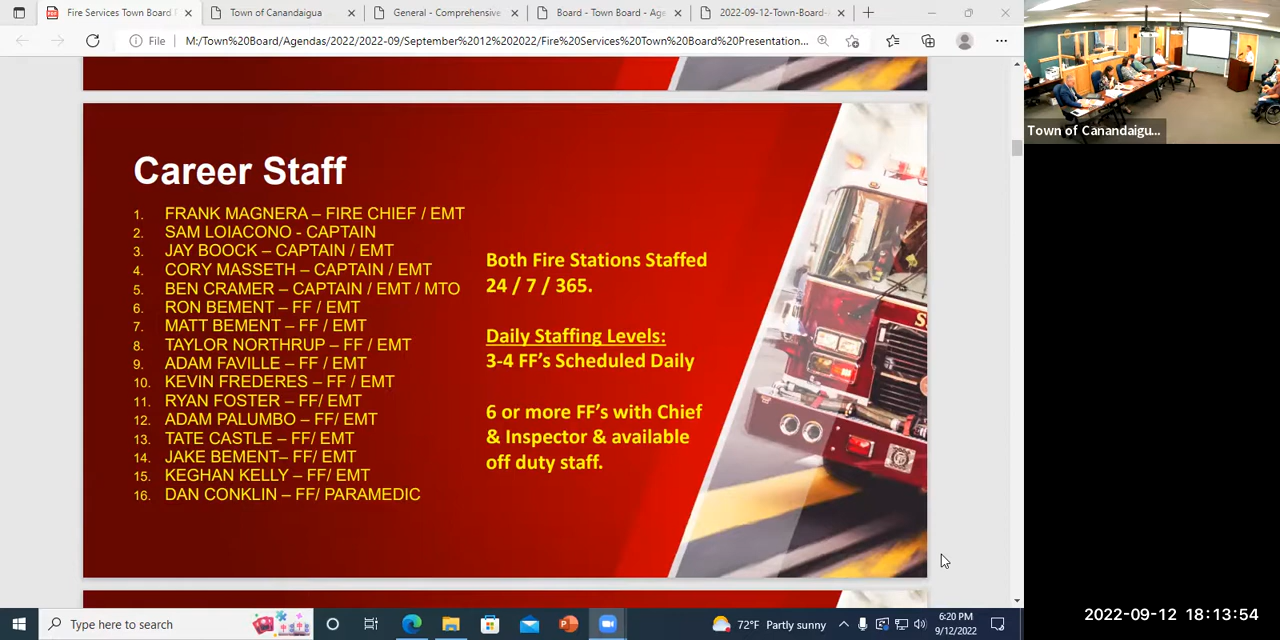 Fire Services Town Board F
Town of Canandaigua
General - Comprehensive
Board - Town Board - Age
2022-09-12-Town-Board-
File
M:/Town%20Board/Agendas/2022/2022-09/September%2012%202022/Fire%20Services%20Town%20Board%20Presentation...
Town of Canandaigu...
Career Staff
1. FRANK MAGNERA – FIRE CHIEF / EMT
2. SAM LOIACONO - CAPTAIN
3. JAY BOOCK – CAPTAIN / EMT
4. CORY MASSETH – CAPTAIN / EMT
5. BEN CRAMER – CAPTAIN / EMT / MTO
6. RON BEMENT – FF / EMT
7. MATT BEMENT – FF / EMT
8. TAYLOR NORTHRUP – FF / EMT
9. ADAM FAVILLE – FF / EMT
10. KEVIN FREDERES – FF / EMT
11. RYAN FOSTER – FF/ EMT
12. ADAM PALUMBO – FF/ EMT
13. TATE CASTLE – FF/ EMT
14. JAKE BEMENT– FF/ EMT
15. KEGHAN KELLY – FF/ EMT
16. DAN CONKLIN – FF/ PARAMEDIC
Both Fire Stations Staffed
24 / 7 / 365.
Daily Staffing Levels:
3-4 FF's Scheduled Daily
6 or more FF's with Chief
& Inspector & available
off duty staff.
Type here to search
72°F Partly sunny
6:20 PM
9/12/2022
2022-09-12 18:13:54